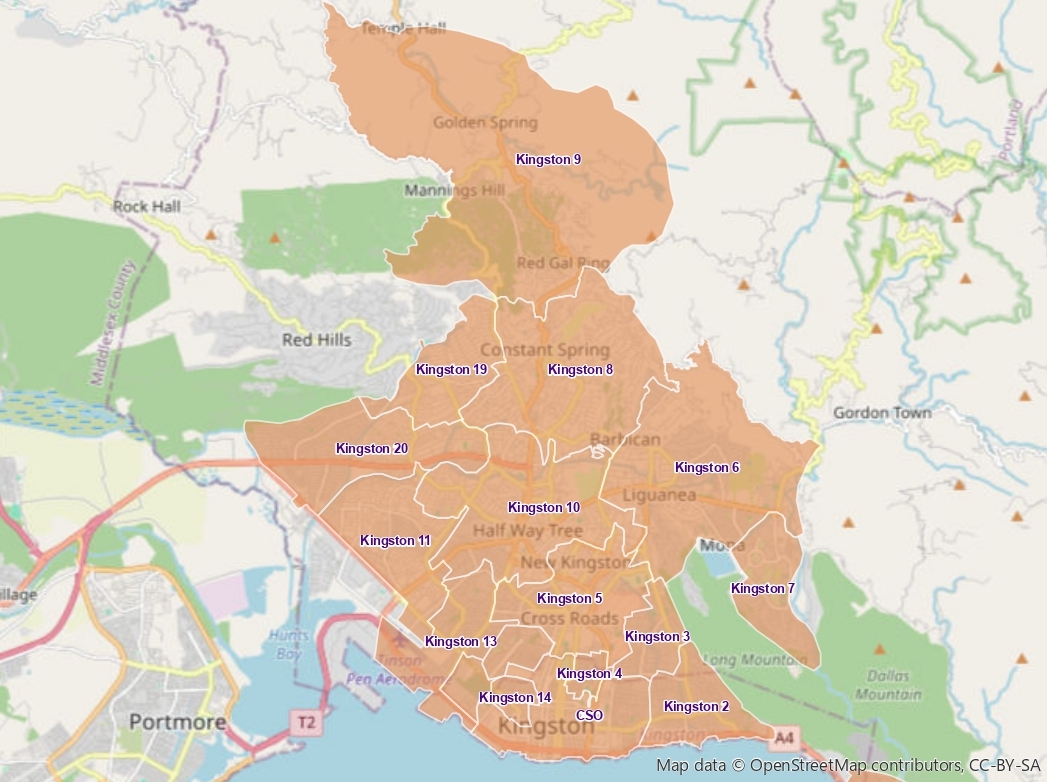 Temple Hall
Golden Spring
Kingston 9
Portland
Mannings Hill
Rock Hall
Red Gal Ring
Middlesex County
Red Hills
Constant Spring
Kingston 19
Kingston 8
Gordon Town
Barbican
Kingston 20
Kingston 6
Liguanea
Kingston 10
Half Way Tree
Kingston 11
Mona
New Kingston
Kingston 7
illage
Kingston 5
Cross Roads
Hunts
Bay
Kingston 13
Kingston 3
Tinson
Pen Aerodrome
Long Mountain
Kingston 4
Dallas
Mountain
Kingston 14
Kingston 2
CSO
Portmore
T2
Kingston
Kingston
A4
Map data © OpenStreetMap contributors, CC-BY-SA